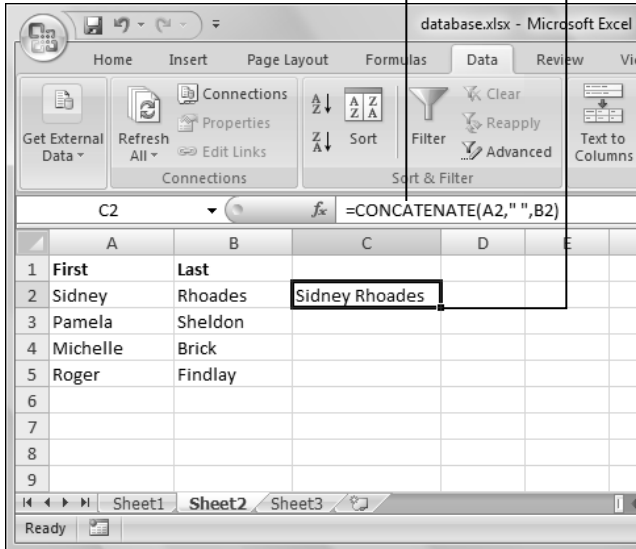 database.xlsx - Microsoft Excel
Home Insert Page Layout Formulas Data Review Vi
Get External Data
Refresh All
Connections
Properties
Edit Links
Connections
A Z
Z A
Z A
A Z
Sort
Filter
Clear
Reapply
Advanced
Sort & Filter
Text to Columns
C2 fx =CONCATENATE(A2," ",B2)
A B C D E
1 First Last
2 Sidney Rhoades Sidney Rhoades
3 Pamela Sheldon
4 Michelle Brick
5 Roger Findlay
6
7
8
9
Sheet1 Sheet2 Sheet3
Ready